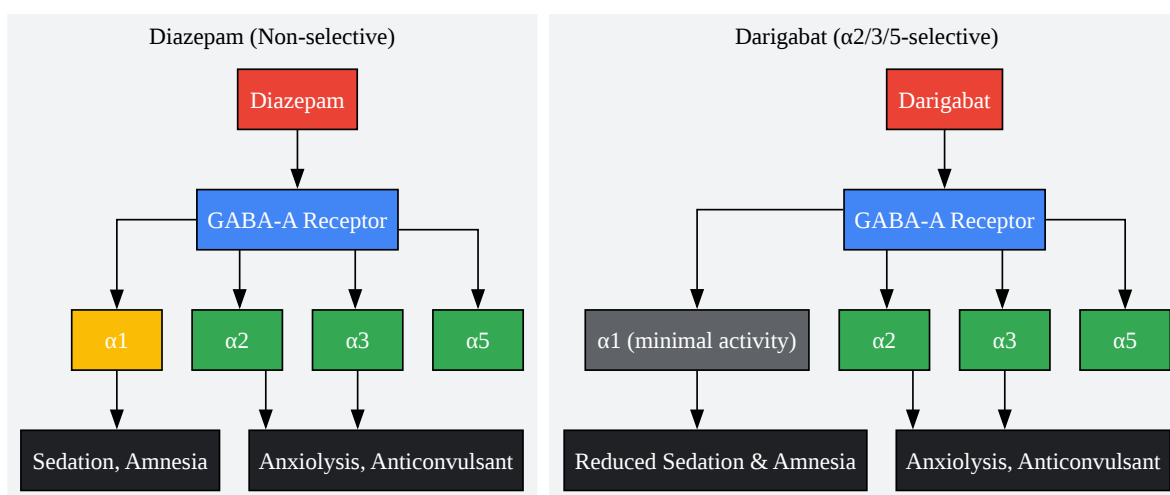 Diazepam (Non-selective)
Diazepam
GABA-A Receptor
α1
α2
α3
α5
Sedation, Amnesia
Anxiolysis, Anticonvulsant
Darigabat (α2/3/5-selective)
Darigabat
GABA-A Receptor
α1 (minimal activity)
α2
α3
α5
Reduced Sedation & Amnesia
Anxiolysis, Anticonvulsant